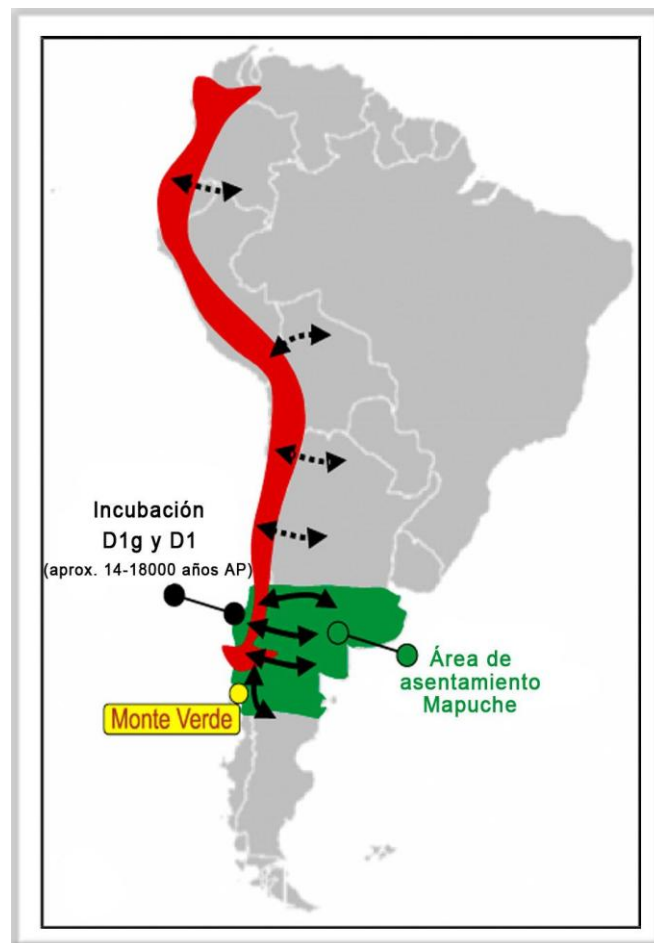 Incubación
D1g y D1
(aprox. 14-18000 años AP)
Área de
asentamiento
Mapuche
Monte Verde